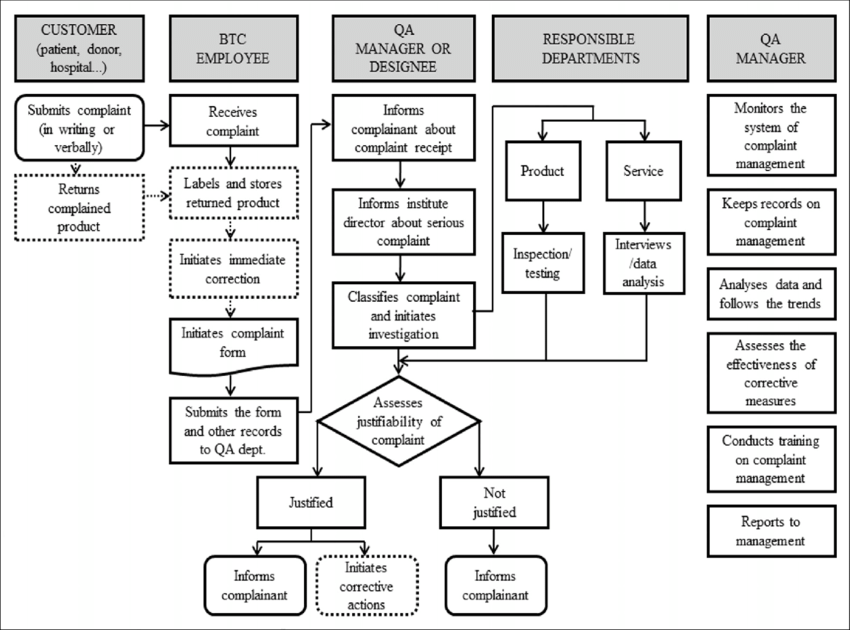 CUSTOMER
(patient, donor,
hospital...)
BTC
EMPLOYEE
QA
MANAGER OR
DESIGNEE
RESPONSIBLE
DEPARTMENTS
QA
MANAGER
Submits complaint
(in writing or
verbally)
Returns
complained
product
Receives
complaint
Labels and stores
returned product
Initiates immediate
correction
Initiates complaint
form
Submits the form
and other records
to QA dept.
Informs
complainant about
complaint receipt
Informs institute
director about serious
complaint
Classifies complaint
and initiates
investigation
Product
Service
Inspection/
testing
Interviews
/data
analysis
Assesses
justifiability of
complaint
Justified
Not
justified
Informs
complainant
Initiates
corrective
actions
Informs
complainant
Monitors the
system of
complaint
management
Keeps records on
complaint
management
Analyses data and
follows the trends
Assesses the
effectiveness of
corrective
measures
Conducts training
on complaint
management
Reports to
management